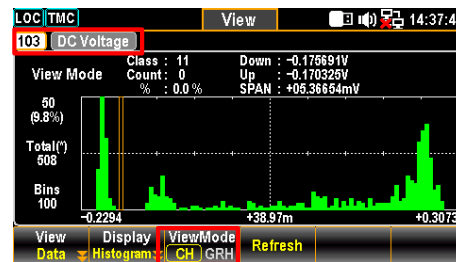 LOC TMC View 14:37:4
103 DC Voltage
View Mode
Class : 11 Down : -0.175691V
Count: 0 Up : -0.170325V
% : 0.0 % SPAN : +05.36654mV
50
(9.8%)
Total(")
508
Bins
100
-0.2294 +38.97m +0.3073
View Display ViewMode Refresh
Data Histogram CH GRH